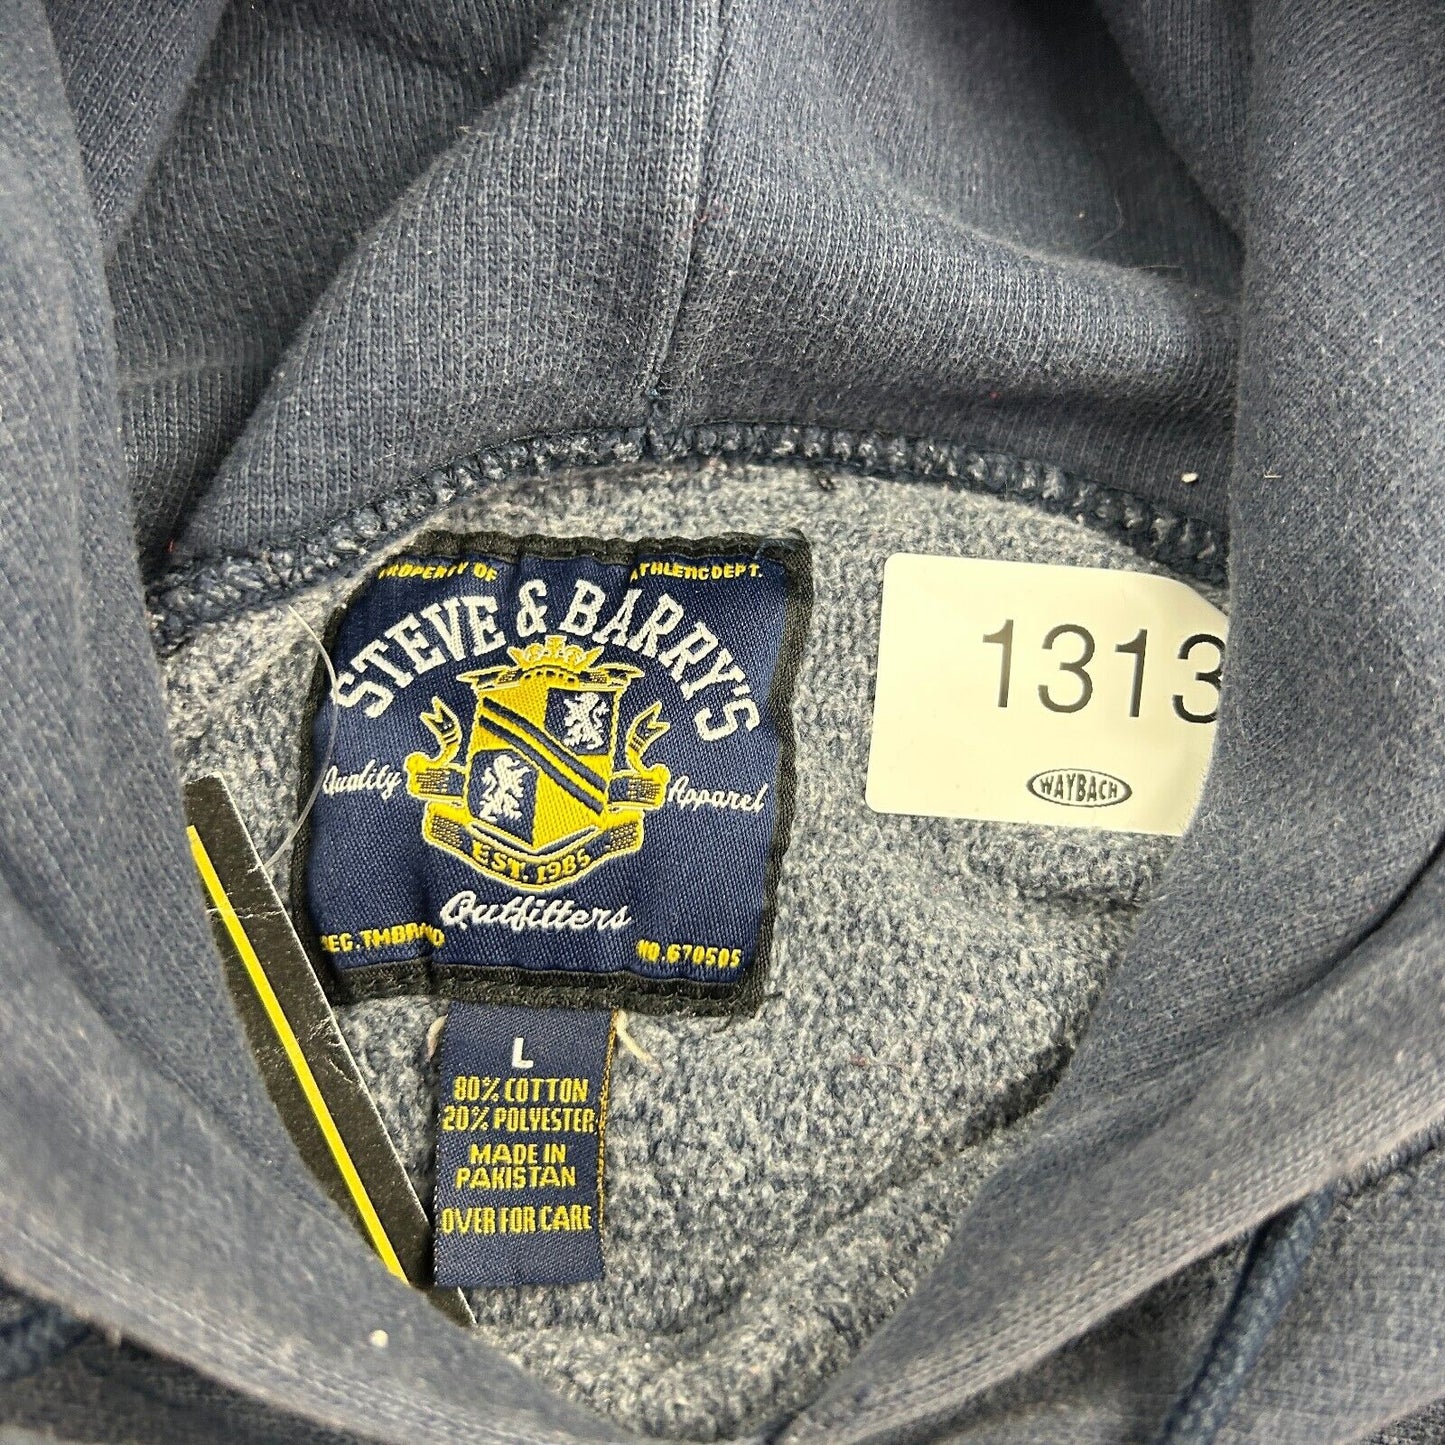 PROPERTY OF ATHLETIC DEPT.
STEVE & BARRY'S
Quality Apparel
EST. 1985
Outfitters
REG. TM BRAND NO. 670505
L
80% COTTON
20% POLYESTER
MADE IN
PAKISTAN
OVER FOR CARE
1313
WAYBACH